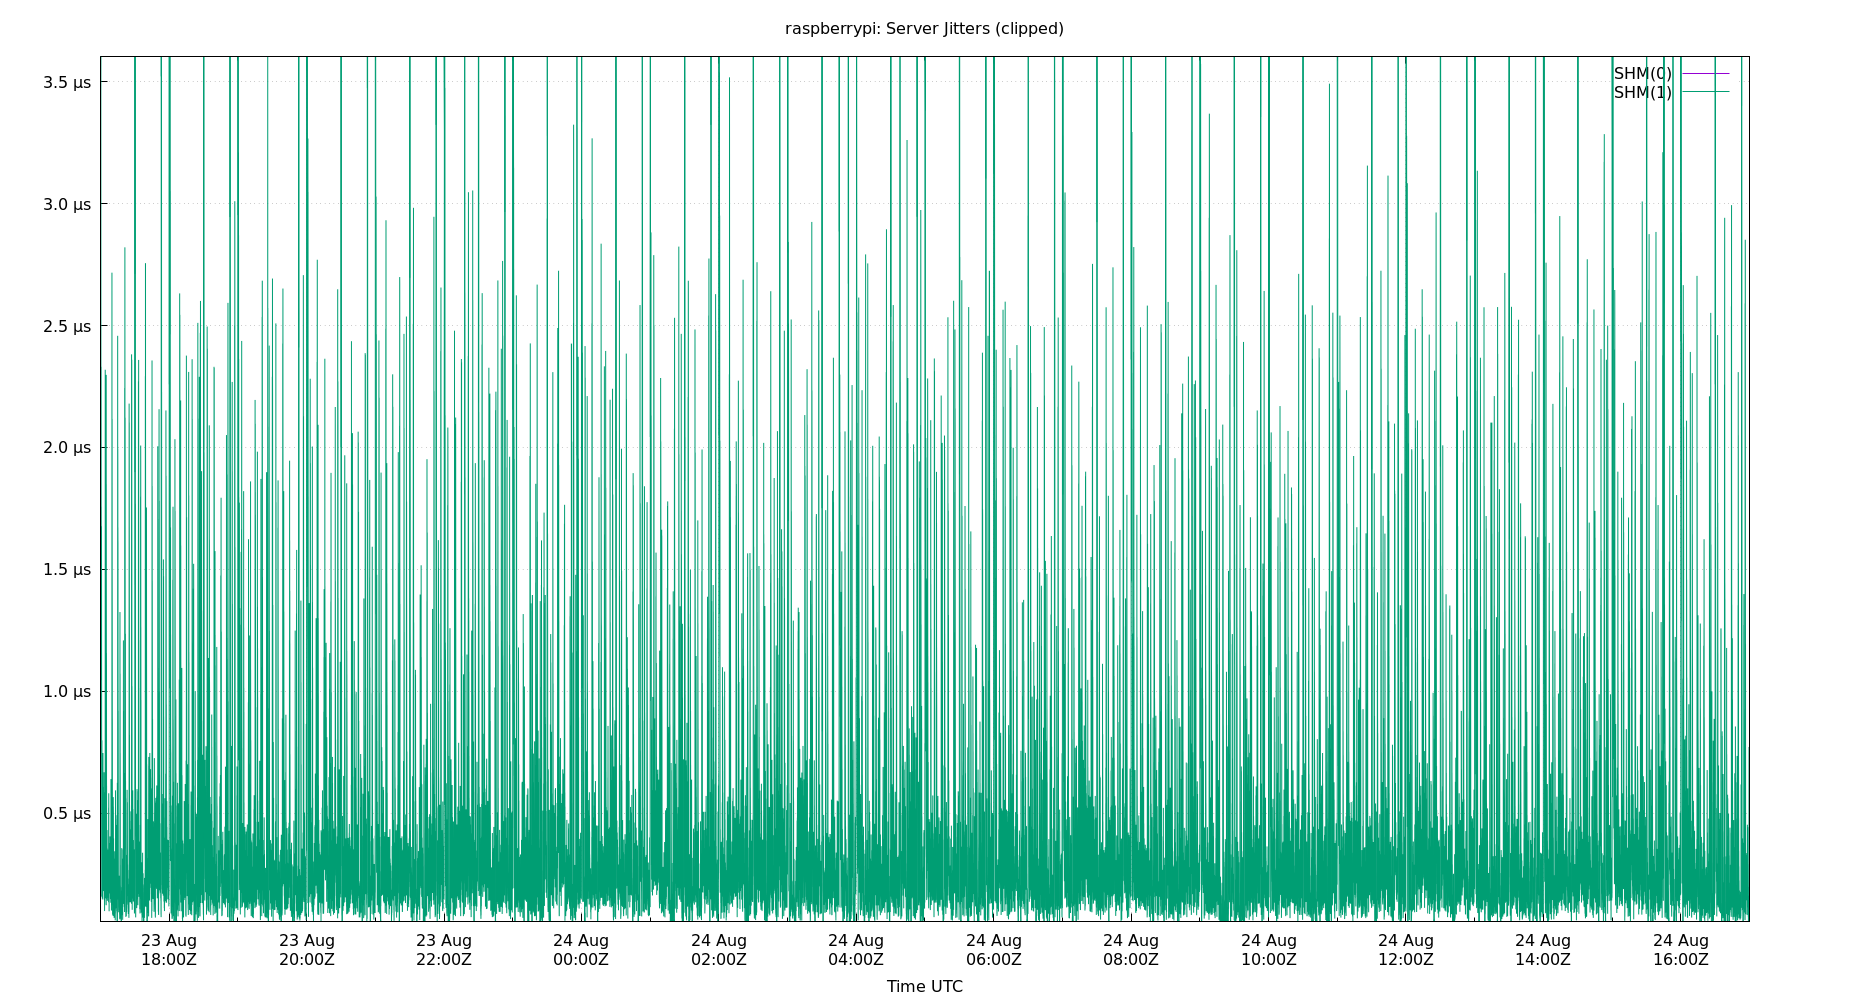 raspberrypi: Server Jitters (clipped)
SHM(0)
SHM(1)
3.5 µs
3.0 µs
2.5 µs
2.0 µs
1.5 µs
1.0 µs
0.5 µs
23 Aug 23 Aug 23 Aug 24 Aug 24 Aug 24 Aug 24 Aug 24 Aug 24 Aug 24 Aug 24 Aug 24 Aug
18:00Z 20:00Z 22:00Z 00:00Z 02:00Z 04:00Z 06:00Z 08:00Z 10:00Z 12:00Z 14:00Z 16:00Z
Time UTC